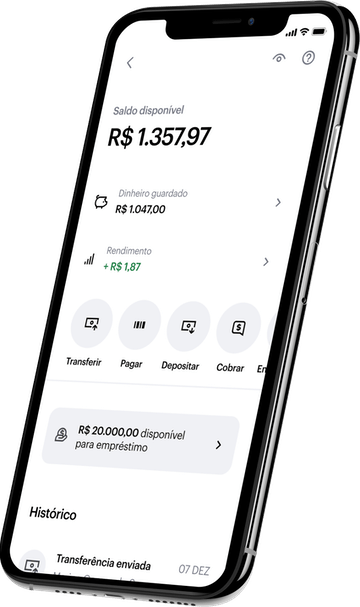 Saldo disponível
R$ 1.357,97
Dinheiro guardado
R$ 1.047,00
Rendimento
+ R$ 1,87
Transferir
Pagar
Depositar
Cobrar
En
R$ 20.000,00 disponível
para empréstimo
Histórico
Transferência enviada
07 DEZ